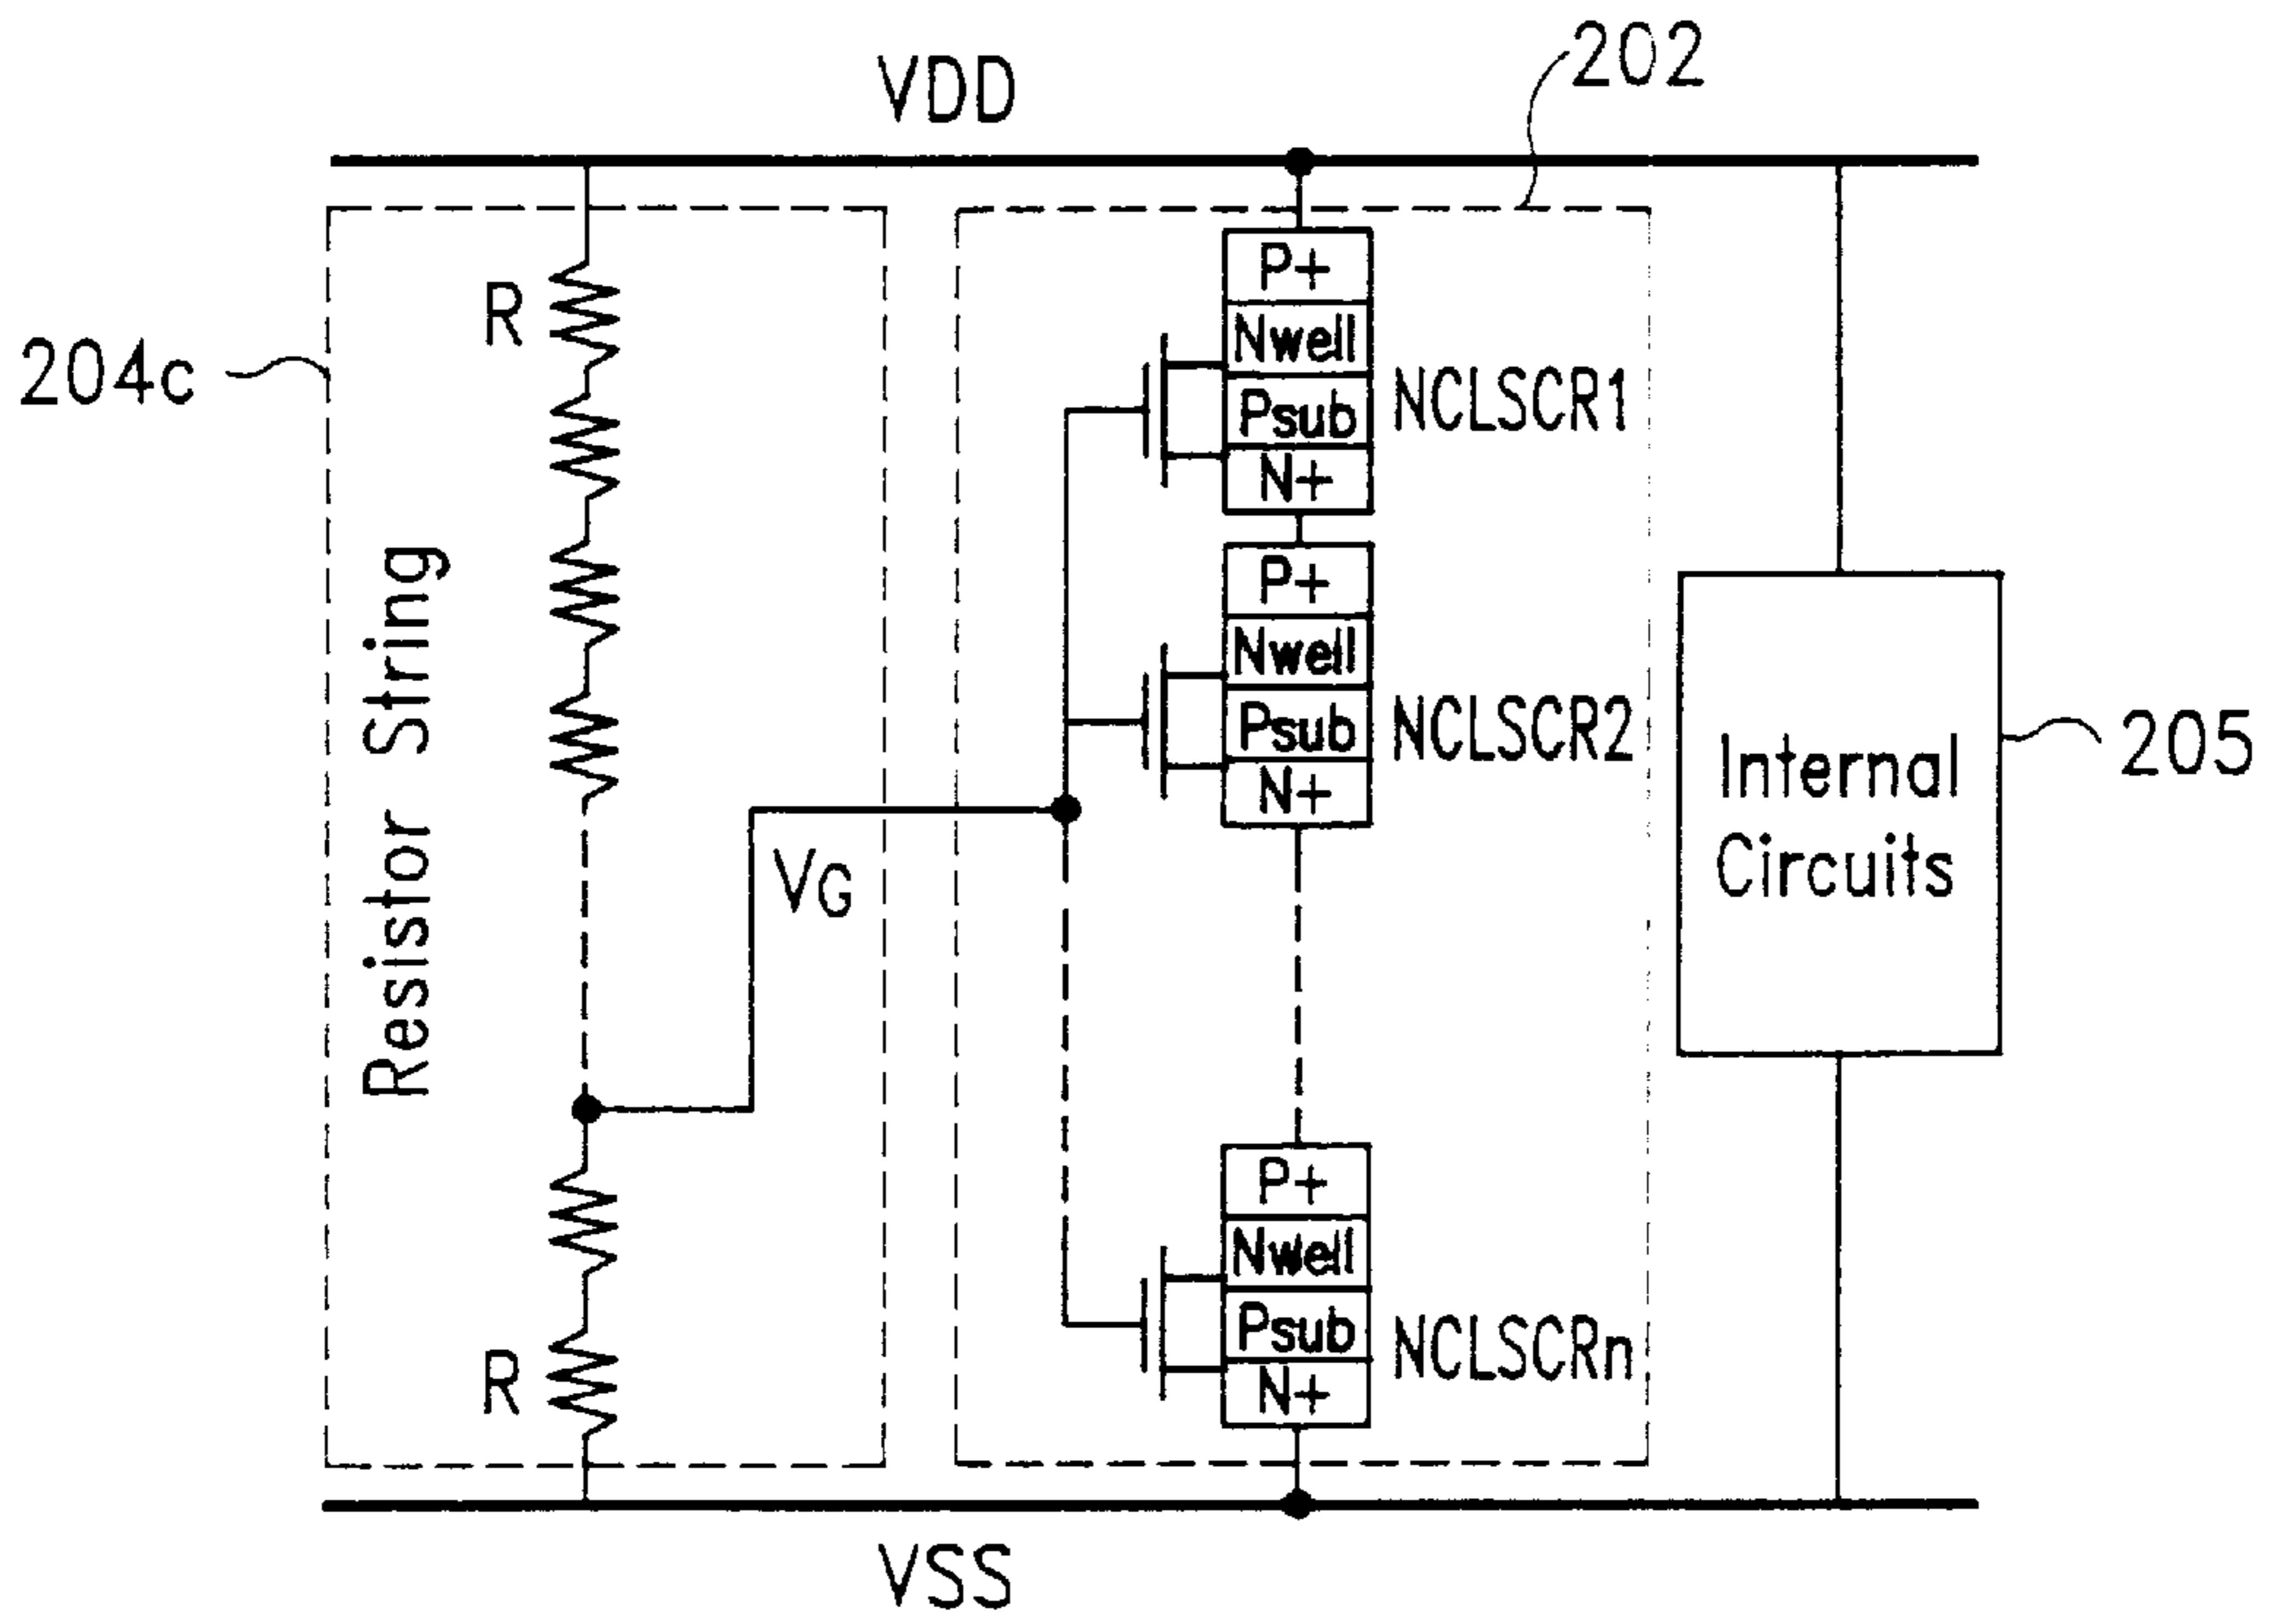 202
VDD
204c
R
Resistor String
R
VG
P+
Nwell
Psub
N+
NCLSCR1
P+
Nwell
Psub
N+
NCLSCR2
P+
Nwell
Psub
N+
NCLSCRn
Internal
Circuits
205
VSS